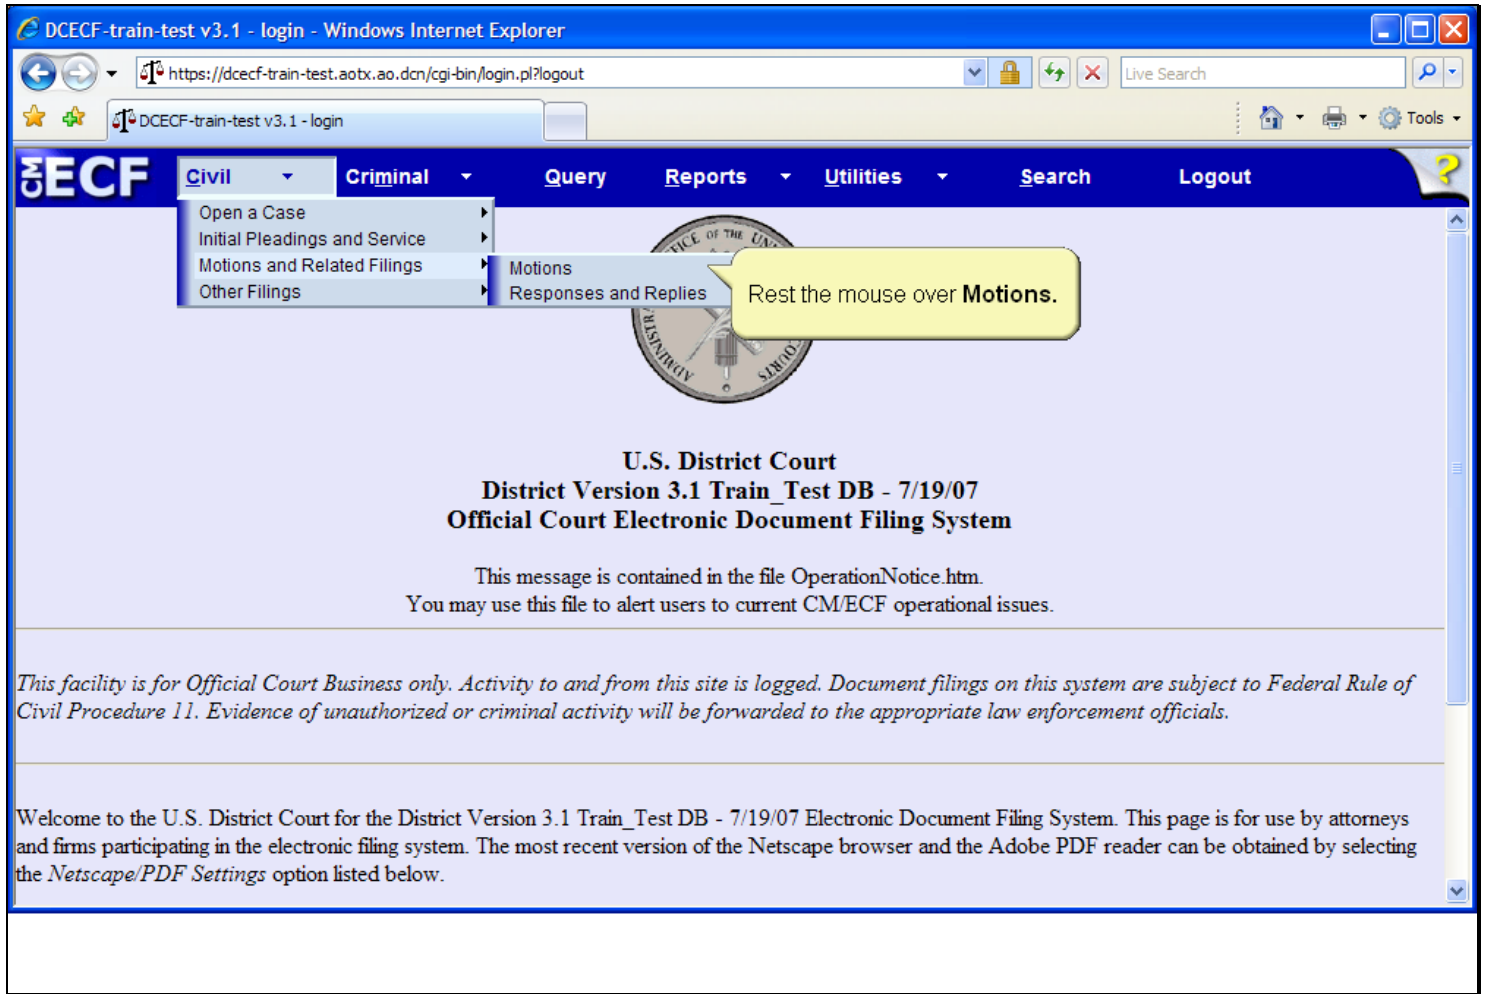 DCECF-train-test v3.1 - login - Windows Internet Explorer
https://dcecf-train-test.aotx.ao.dcn/cgi-bin/login.pl?logout
Live Search
DCECF-train-test v3.1 - login
Tools
CM ECF Civil Criminal Query Reports Utilities Search Logout ?
Open a Case
Initial Pleadings and Service
Motions and Related Filings
Other Filings
Motions
Responses and Replies
Rest the mouse over Motions.
OF THE
COURTS
U.S. District Court
District Version 3.1 Train_Test DB - 7/19/07
Official Court Electronic Document Filing System
This message is contained in the file OperationNotice.htm.
You may use this file to alert users to current CM/ECF operational issues.
This facility is for Official Court Business only. Activity to and from this site is logged. Document filings on this system are subject to Federal Rule of
Civil Procedure 11. Evidence of unauthorized or criminal activity will be forwarded to the appropriate law enforcement officials.
Welcome to the U.S. District Court for the District Version 3.1 Train_Test DB - 7/19/07 Electronic Document Filing System. This page is for use by attorneys
and firms participating in the electronic filing system. The most recent version of the Netscape browser and the Adobe PDF reader can be obtained by selecting
the Netscape/PDF Settings option listed below.